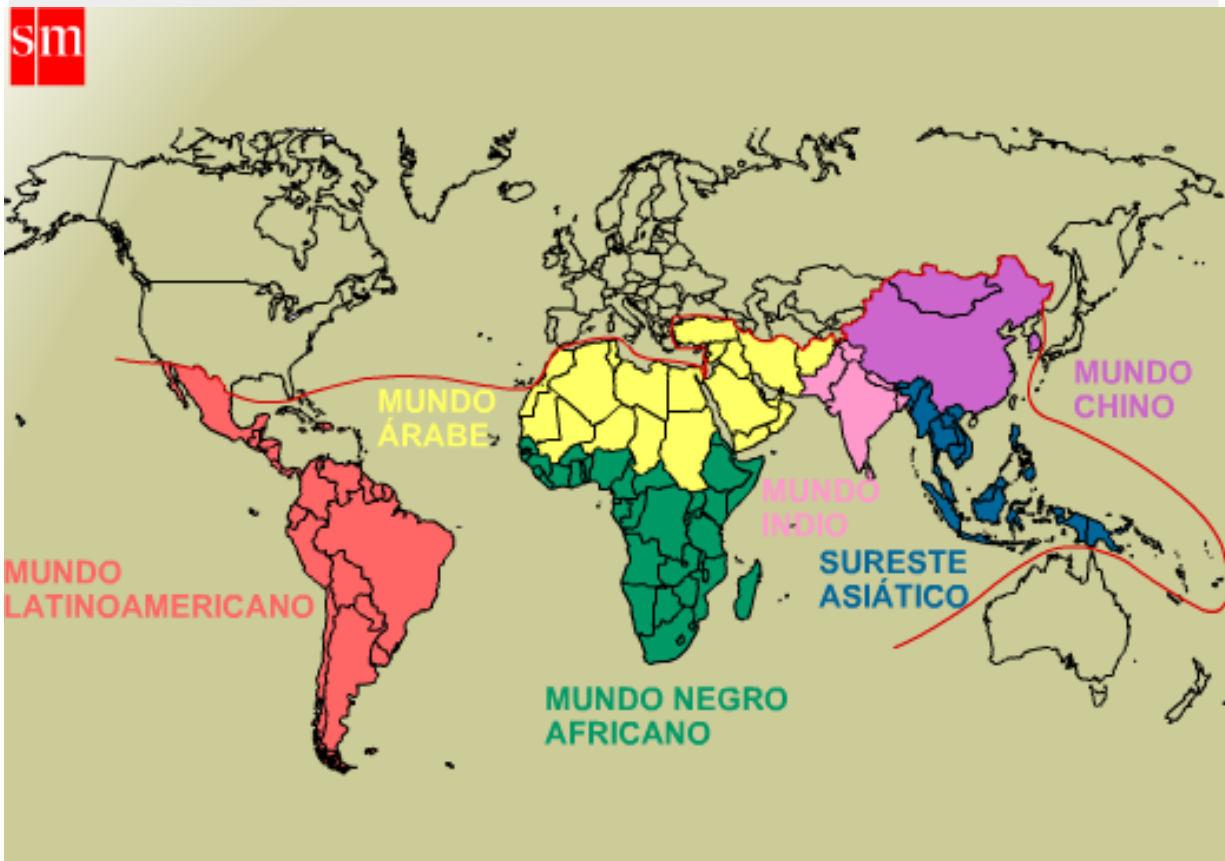 sm
MUNDO
ÁRABE
MUNDO
CHINO
MUNDO
INDIO
MUNDO
LATINOAMERICANO
SURESTE
ASIÁTICO
MUNDO NEGRO
AFRICANO